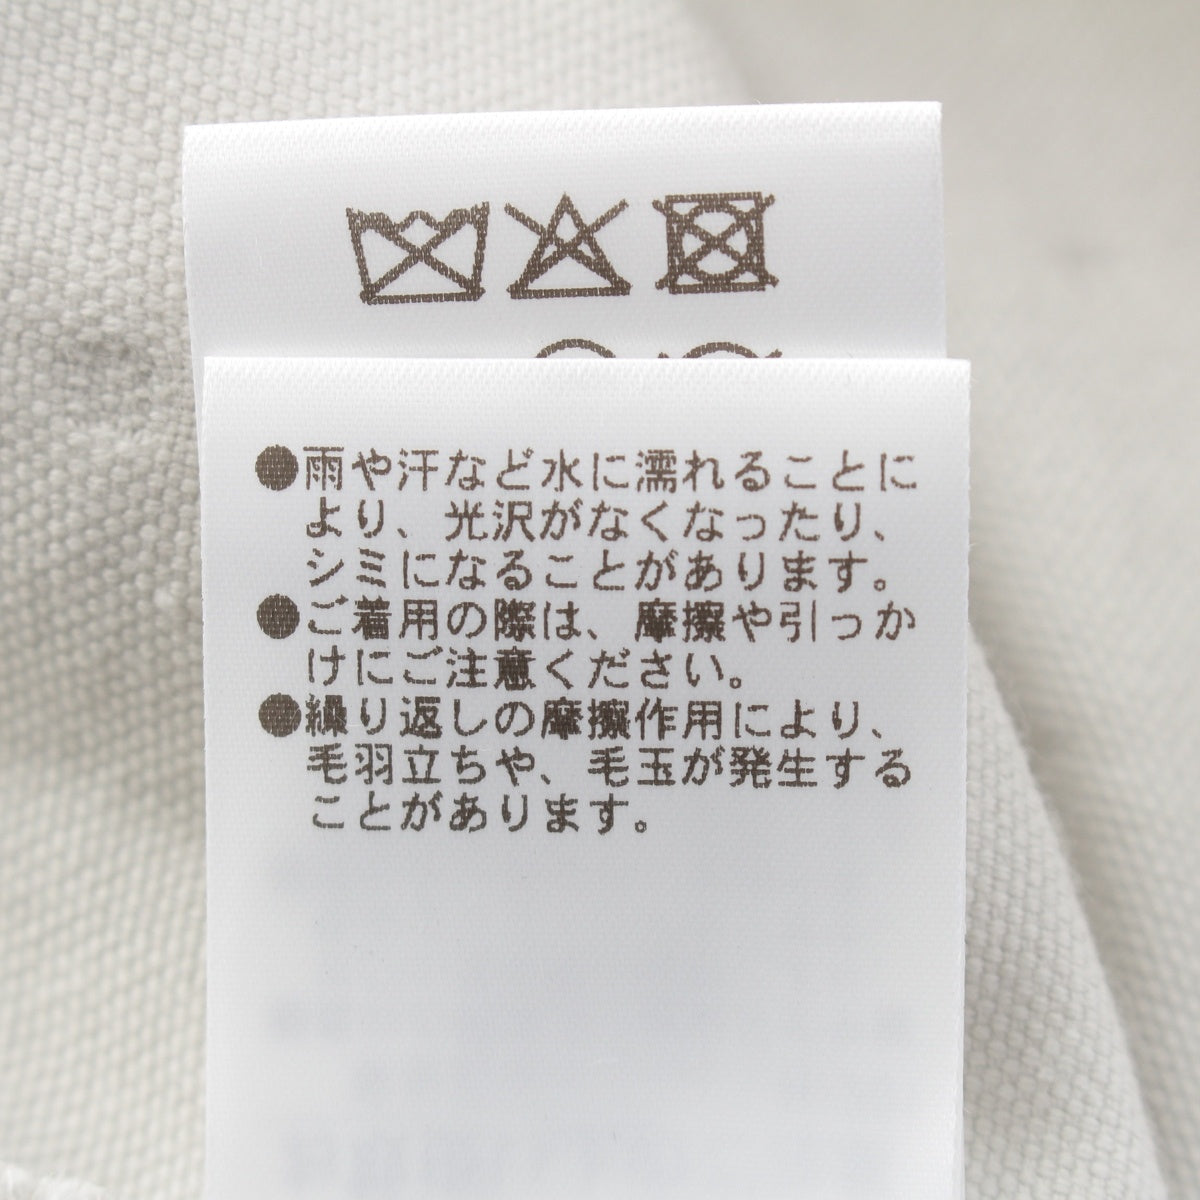 ●雨や汗など水に濡れることに
より、光沢がなくなったり、
シミになることがあります。
●ご着用の際は、摩擦や引っか
けにご注意ください。
●繰り返しの摩擦作用により、
毛羽立ちや、毛玉が発生する
ことがあります。